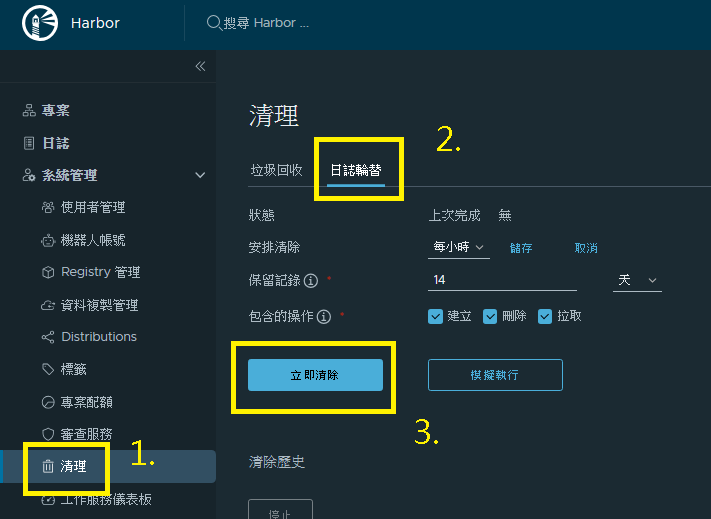 Harbor
搜尋 Harbor ...
專案
日誌
系統管理
使用者管理
機器人帳號
Registry 管理
資料複製管理
Distributions
標籤
專案配額
審查服務
1.
清理
工作服務儀表板
清理
2.
垃圾回收 日誌輪替
狀態 上次完成 無
安排清除 每小時 儲存 取消
保留記錄 * 14 天
包含的操作 * 建立 刪除 拉取
立即清除 模擬執行
3.
清除歷史
停止